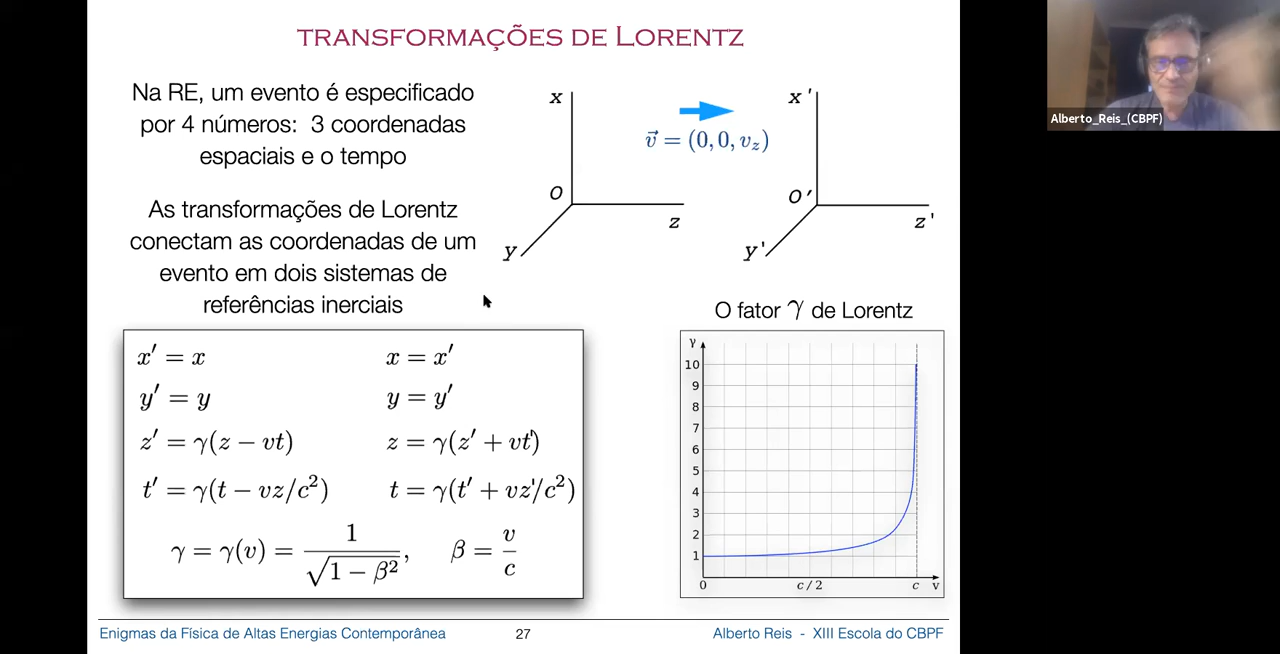 TRANSFORMAÇÕES DE LORENTZ
Na RE, um evento é especificado
por 4 números: 3 coordenadas
espaciais e o tempo
As transformações de Lorentz
conectam as coordenadas de um
evento em dois sistemas de
referências inerciais
x
O
z
y
v⃗ = (0, 0, v_z)
x'
O'
z'
y'
x′ = x
x = x′
y′ = y
y = y′
z′ = γ(z − vt)
z = γ(z′ + vt')
t′ = γ(t − vz/c²)
t = γ(t′ + vz'/c²)
γ = γ(v) = 1/√(1 − β²), β = v/c
O fator γ de Lorentz
γ
10
9
8
7
6
5
4
3
2
1
0 c/2 c v
Enigmas da Física de Altas Energias Contemporânea
27
Alberto Reis - XIII Escola do CBPF
Alberto_Reis_(CBPF)